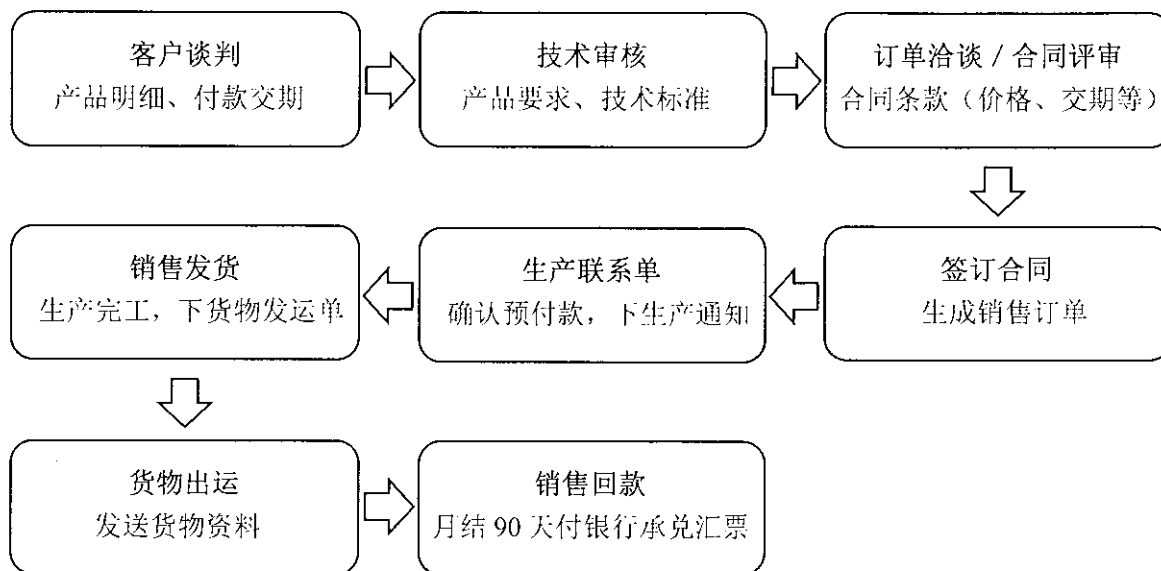 客户谈判
产品明细、付款交期
技术审核
产品要求、技术标准
订单洽谈 / 合同评审
合同条款（价格、交期等）
签订合同
生成销售订单
生产联系单
确认预付款，下生产通知
销售发货
生产完工，下货物发运单
货物出运
发送货物资料
销售回款
月结 90 天付银行承兑汇票